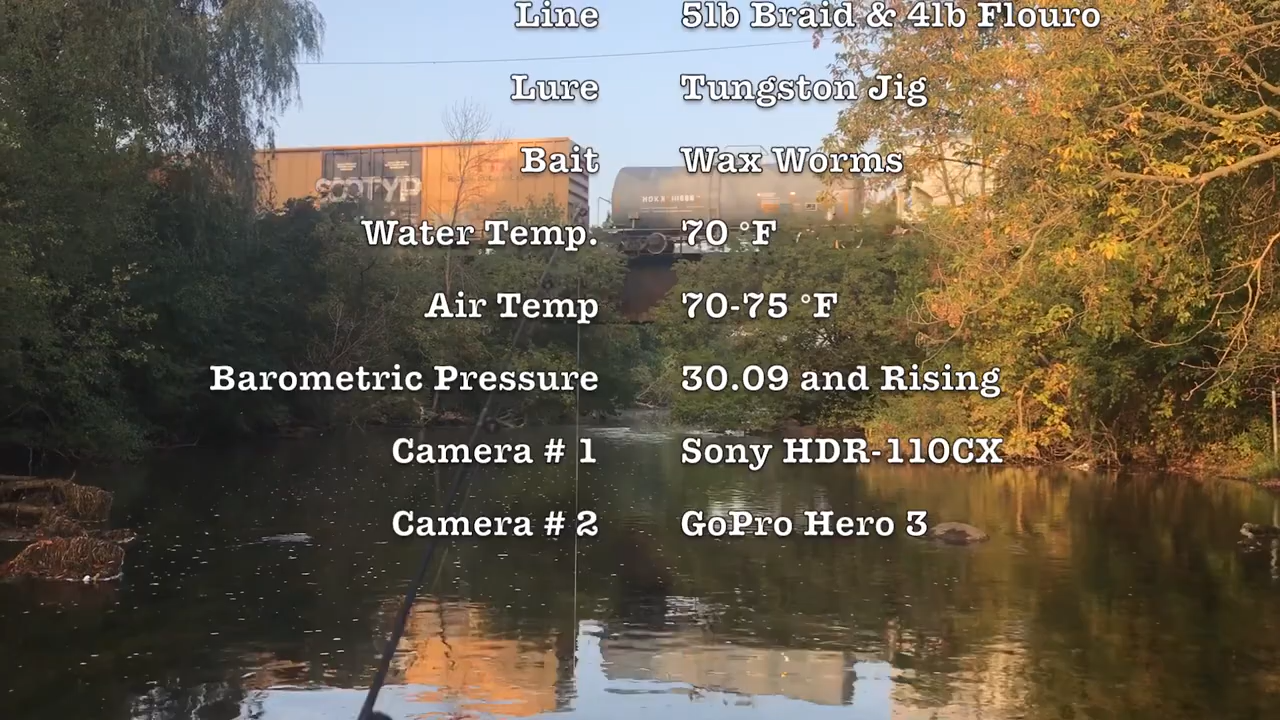 Line 5lb Braid & 4lb Flouro
Lure Tungston Jig
Bait Wax Worms
Water Temp. 70 °F
Air Temp 70-75 °F
Barometric Pressure 30.09 and Rising
Camera # 1 Sony HDR-110CX
Camera # 2 GoPro Hero 3